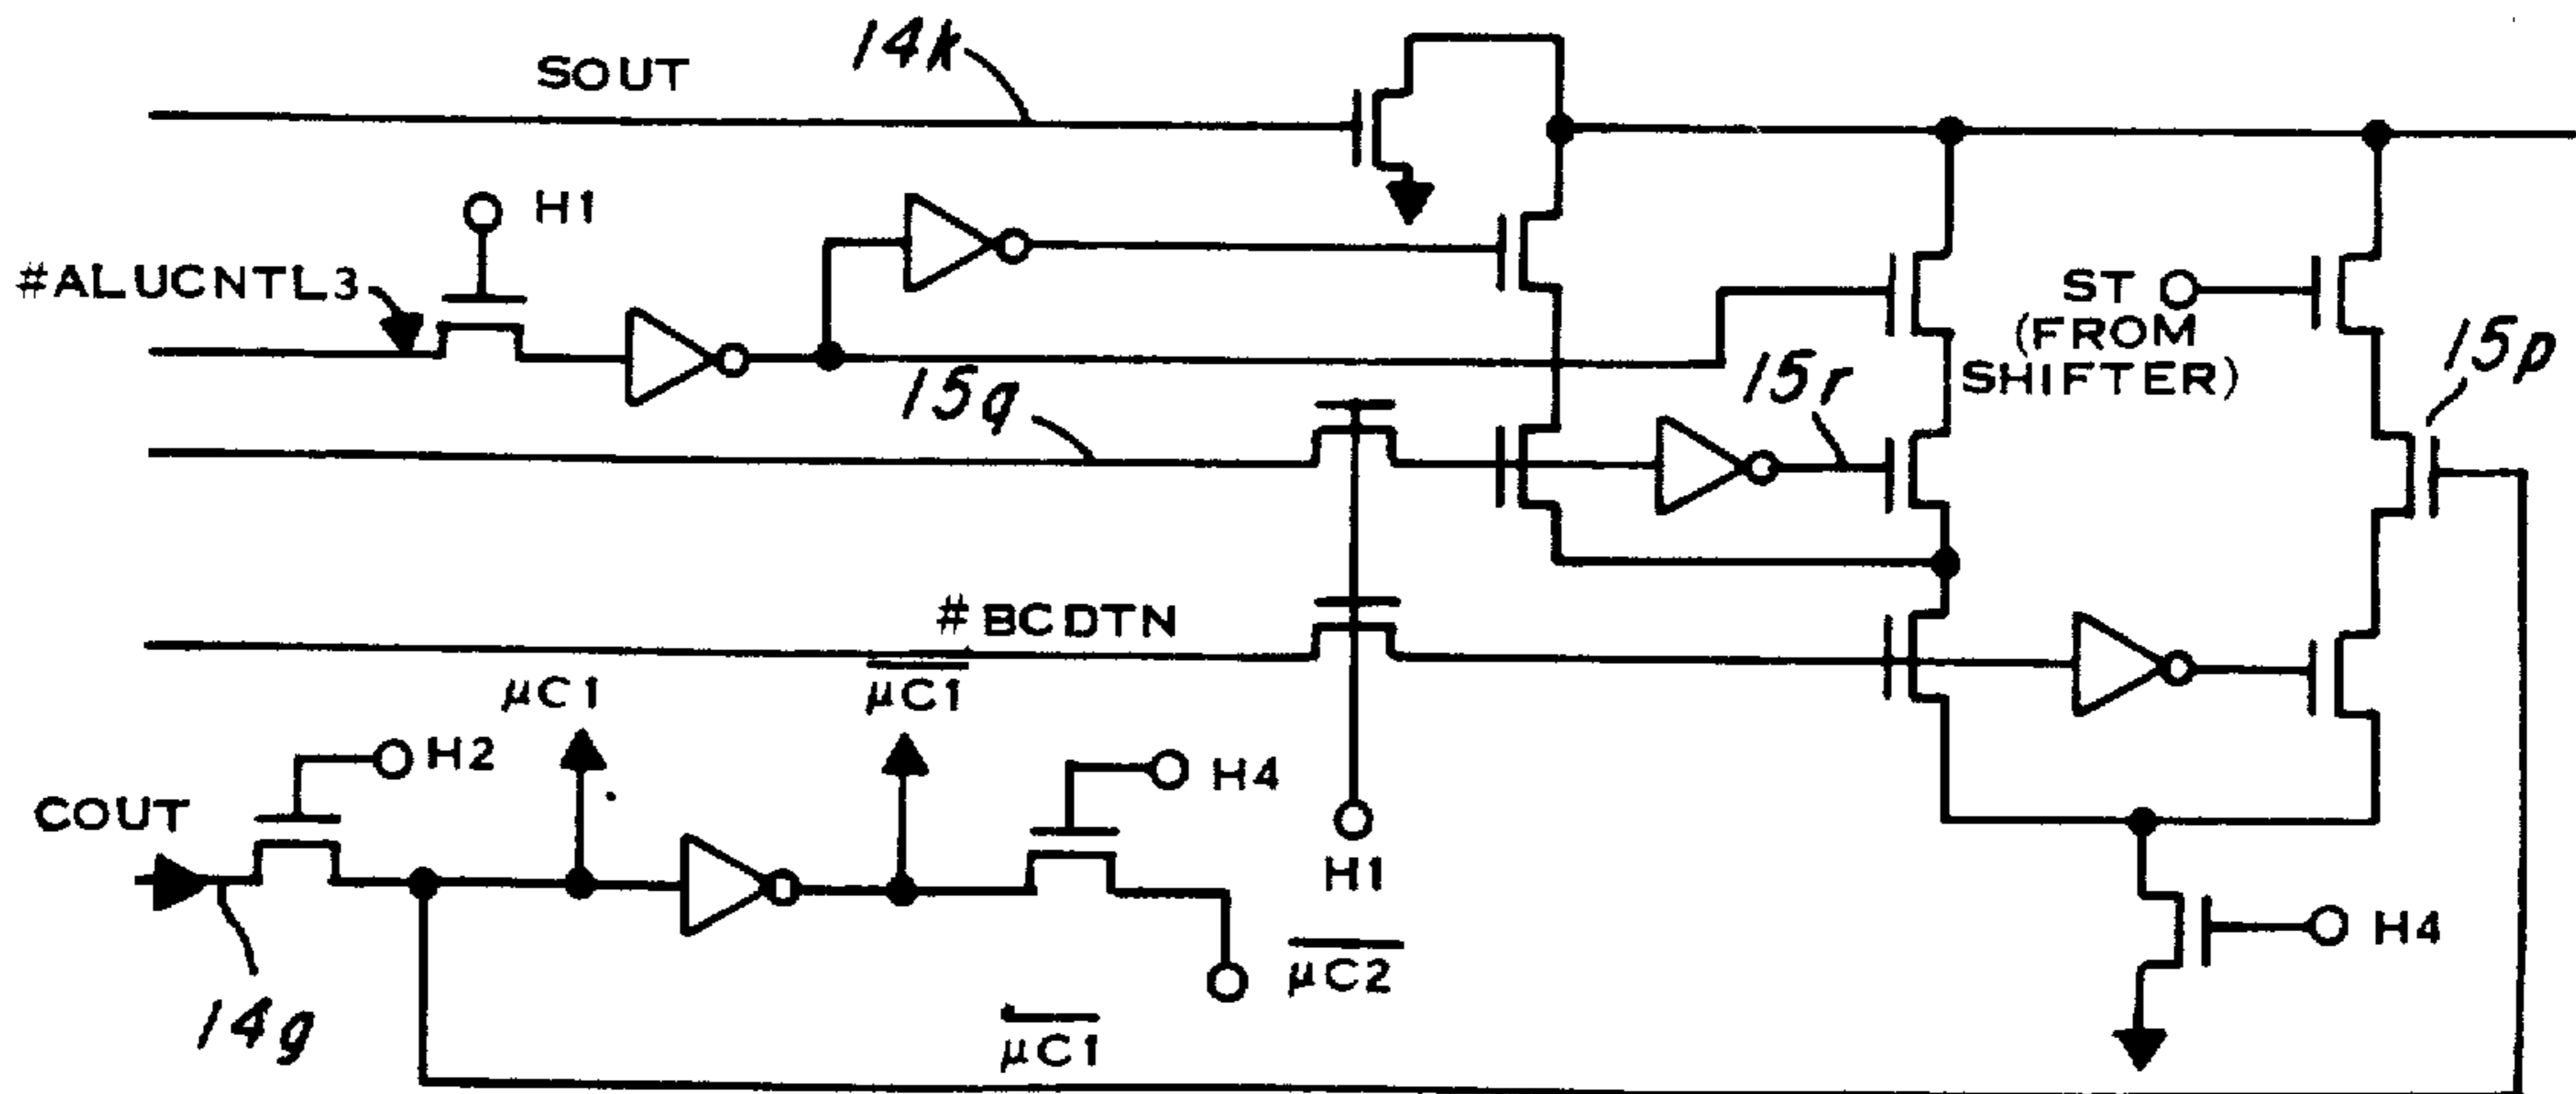 14k
SOUT
H1
#ALUCNTL3
ST
(FROM
SHIFTER)
15p
15q
15r
#BCDTN
μC1
μC1
H2
H4
COUT
H1
H4
μC2
14g
μC1